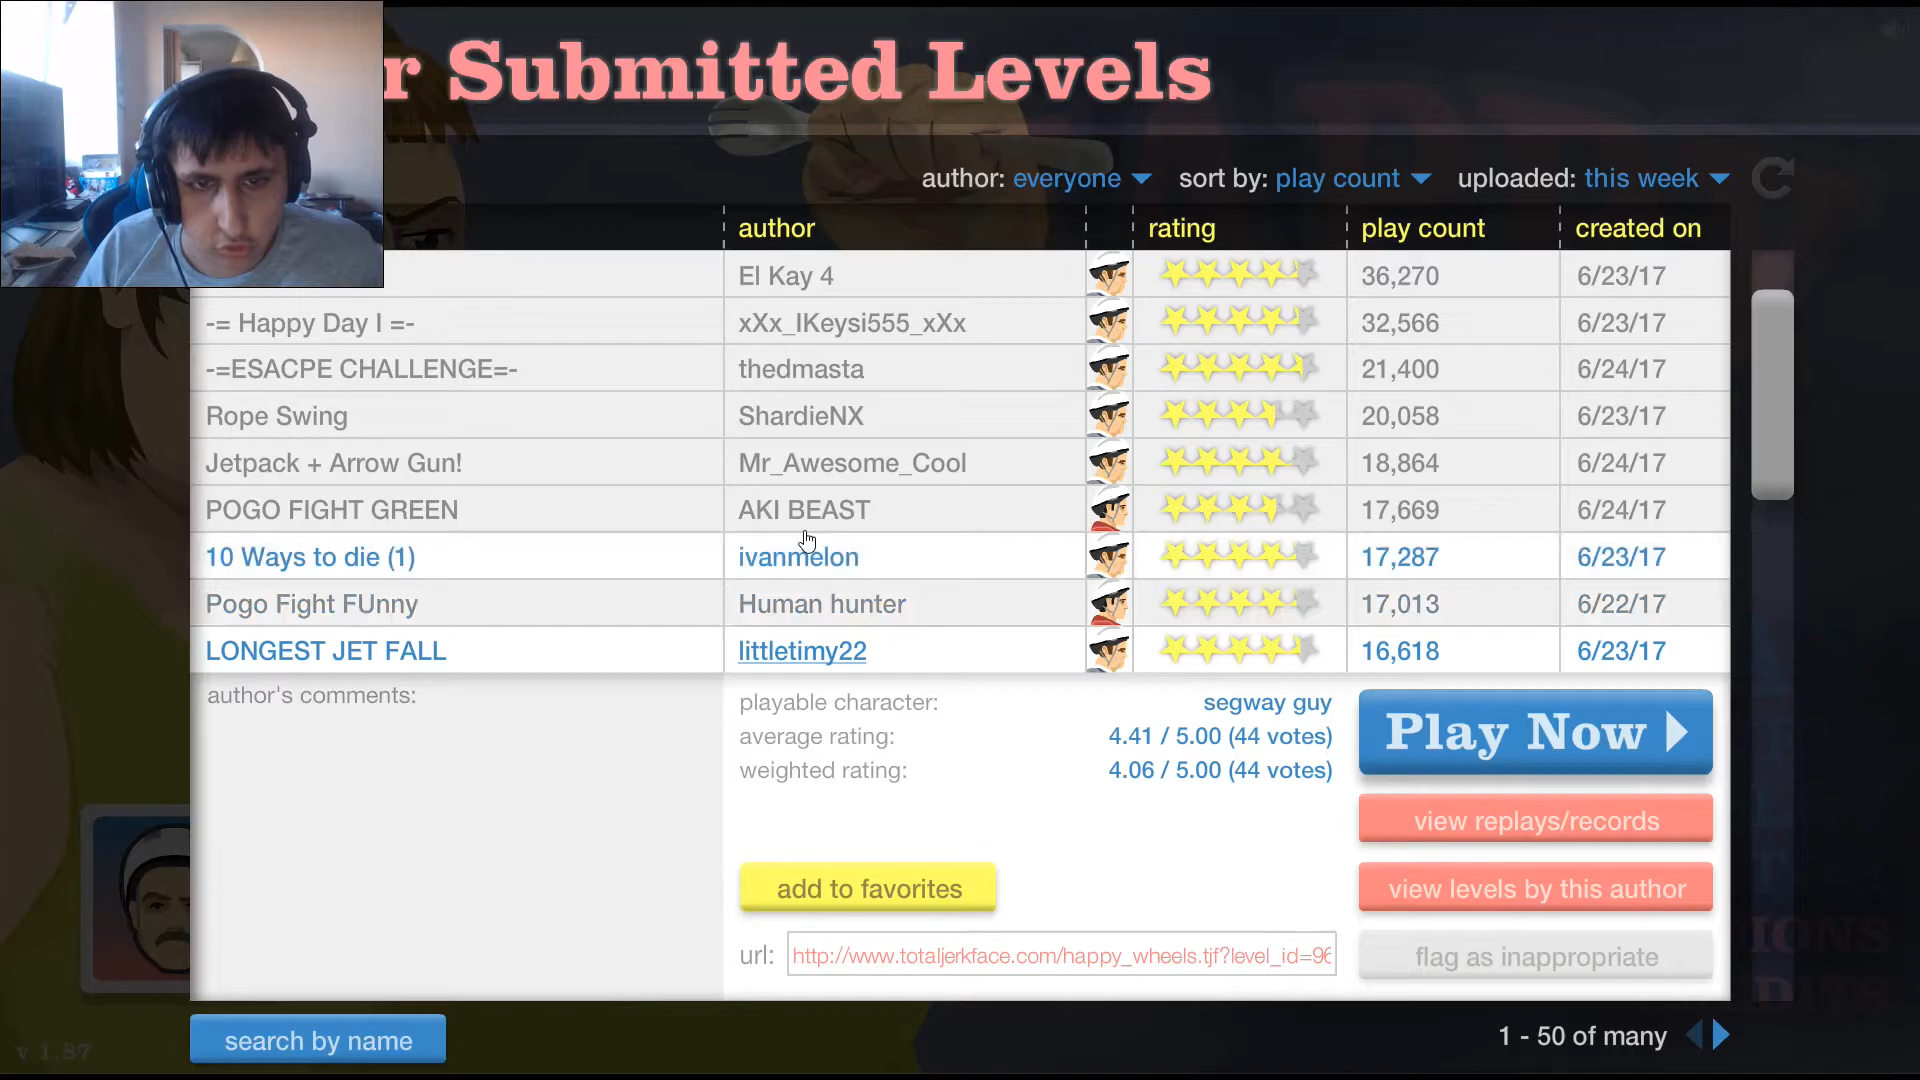 r Submitted Levels
author: everyone sort by: play count uploaded: this week
author rating play count created on
El Kay 4 36,270 6/23/17
-= Happy Day I =- xXx_IKeysi555_xXx 32,566 6/23/17
-=ESACPE CHALLENGE=- thedmasta 21,400 6/24/17
Rope Swing ShardieNX 20,058 6/23/17
Jetpack + Arrow Gun! Mr_Awesome_Cool 18,864 6/24/17
POGO FIGHT GREEN AKI BEAST 17,669 6/24/17
10 Ways to die (1) ivanmelon 17,287 6/23/17
Pogo Fight FUnny Human hunter 17,013 6/22/17
LONGEST JET FALL littletimy22 16,618 6/23/17
author's comments:
playable character: segway guy
average rating: 4.41 / 5.00 (44 votes)
weighted rating: 4.06 / 5.00 (44 votes)
Play Now
view replays/records
add to favorites
view levels by this author
url: http://www.totaljerkface.com/happy_wheels.tjf?level_id=96
flag as inappropriate
search by name
1 - 50 of many
v 1.87